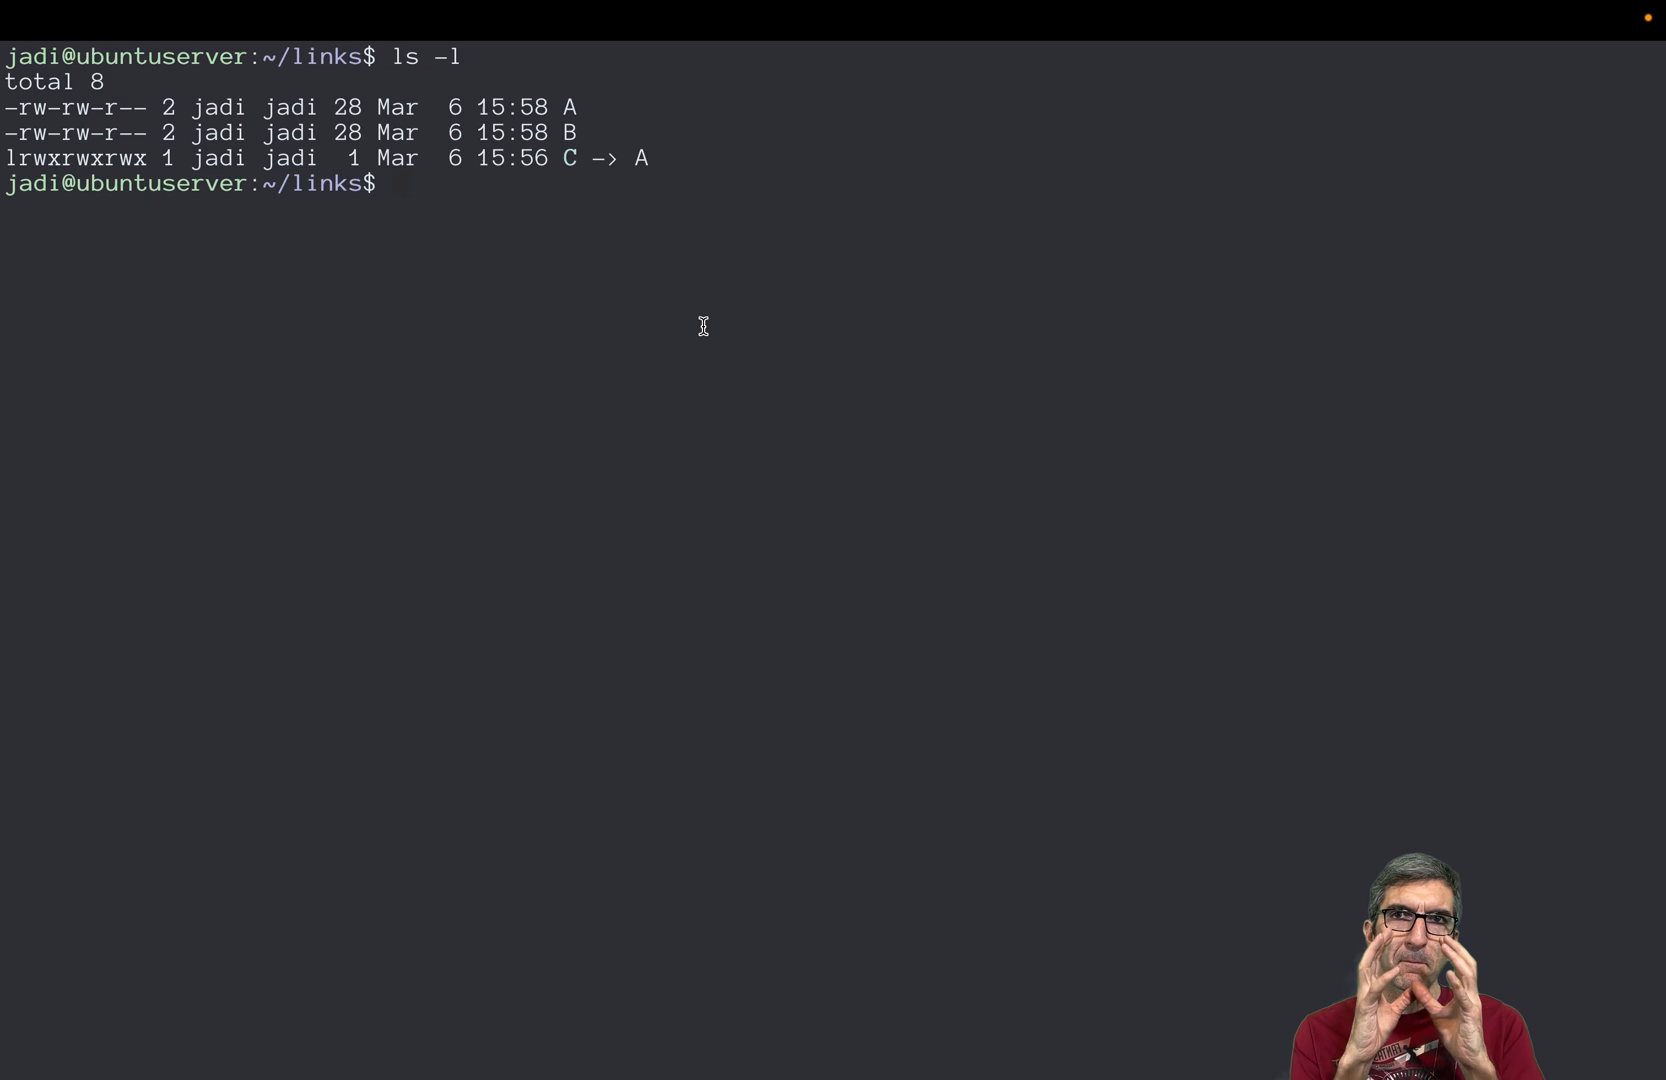 jadi@ubuntuserver:~/links$ ls -l
total 8
-rw-rw-r-- 2 jadi jadi 28 Mar  6 15:58 A
-rw-rw-r-- 2 jadi jadi 28 Mar  6 15:58 B
lrwxrwxrwx 1 jadi jadi  1 Mar  6 15:56 C -> A
jadi@ubuntuserver:~/links$